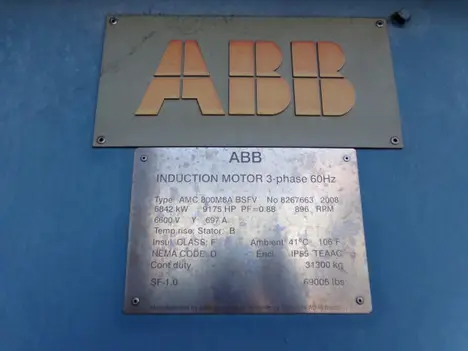 ABB
ABB
INDUCTION MOTOR 3-phase 60Hz
Type AMC 800M8A BSFV No 8267663 2008
6842 kW 9175 HP PF=0.88 896 RPM
6600 V Y 697 A
Temp.rise: Stator: B
Insul. CLASS: F Ambient 41°C 106°F
NEMA CODE: D Encl. IP55 TEAAC
Cont duty 31300 kg
SF-1.0 69005 lbs